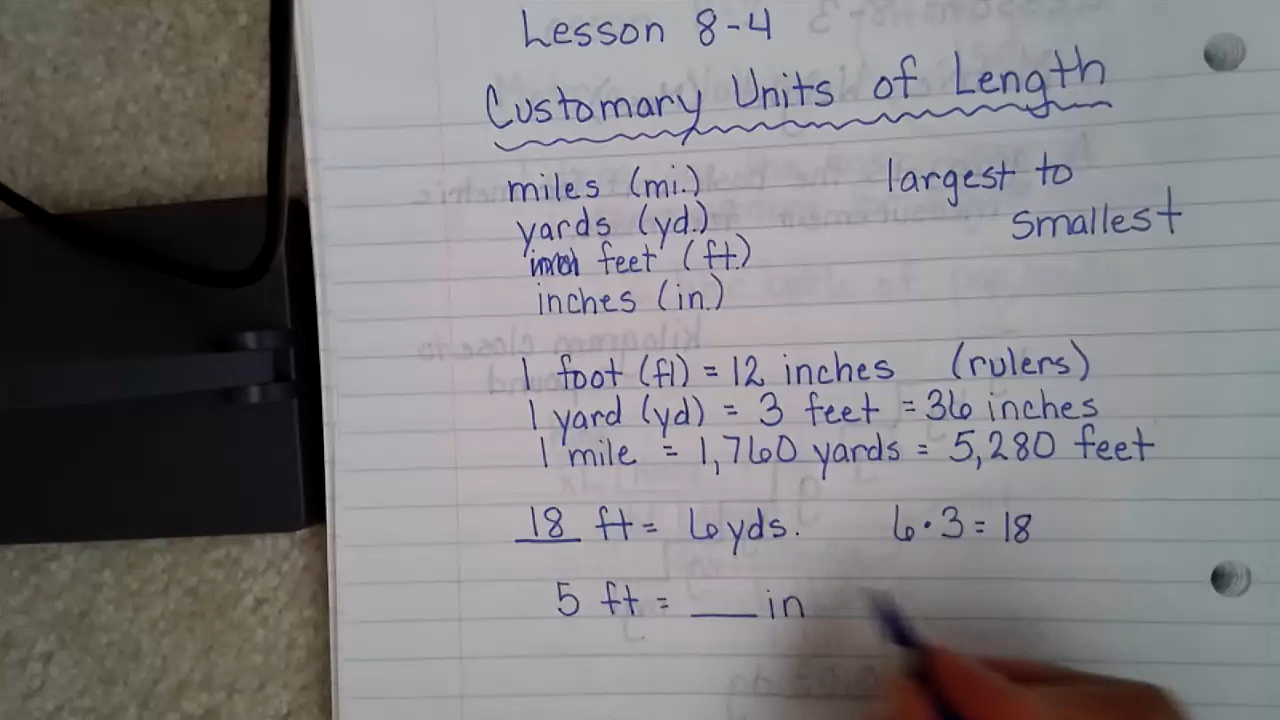 Lesson 8-4
Customary Units of Length
miles (mi.) largest to
yards (yd.) smallest
feet (ft.)
inches (in.)
1 foot (ft) = 12 inches (rulers)
1 yard (yd) = 3 feet = 36 inches
1 mile = 1,760 yards = 5,280 feet
18 ft = 6 yds. 6 · 3 = 18
5 ft = ___ in